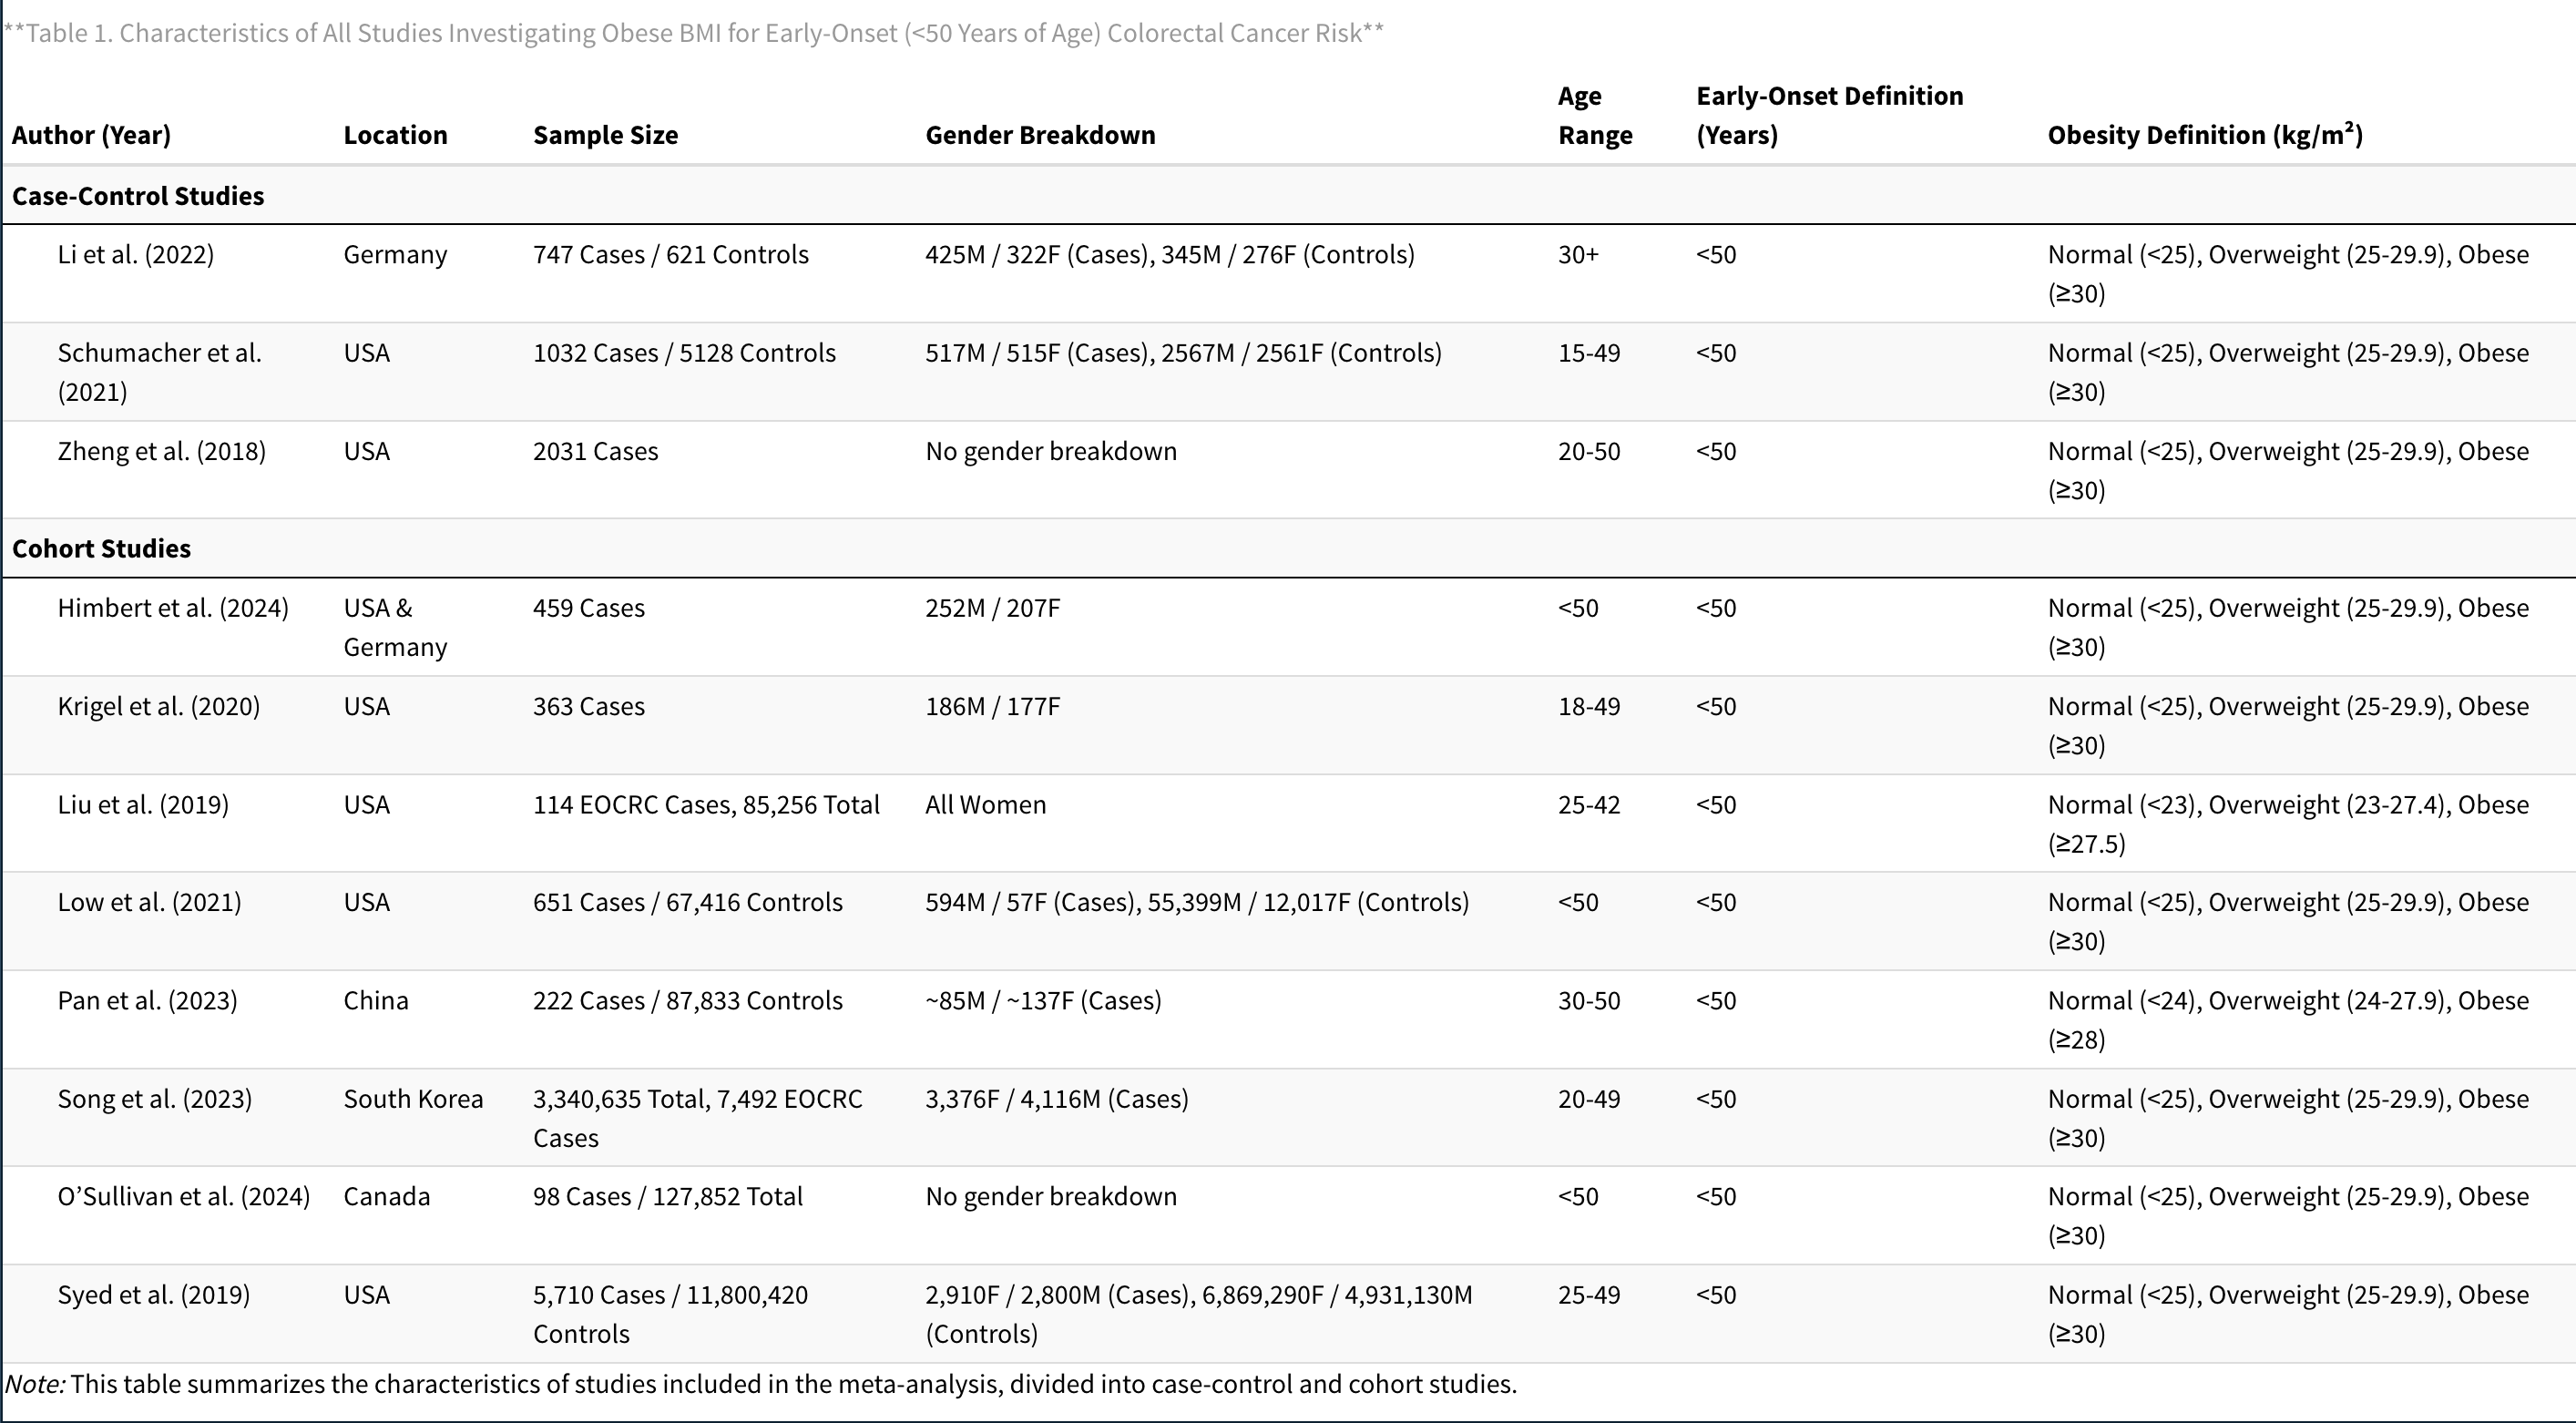 **Table 1. Characteristics of All Studies Investigating Obese BMI for Early-Onset (<50 Years of Age) Colorectal Cancer Risk**
Author (Year) Location Sample Size Gender Breakdown Age Range Early-Onset Definition (Years) Obesity Definition (kg/m²)
Case-Control Studies
Li et al. (2022) Germany 747 Cases / 621 Controls 425M / 322F (Cases), 345M / 276F (Controls) 30+ <50 Normal (<25), Overweight (25-29.9), Obese (≥30)
Schumacher et al. (2021) USA 1032 Cases / 5128 Controls 517M / 515F (Cases), 2567M / 2561F (Controls) 15-49 <50 Normal (<25), Overweight (25-29.9), Obese (≥30)
Zheng et al. (2018) USA 2031 Cases No gender breakdown 20-50 <50 Normal (<25), Overweight (25-29.9), Obese (≥30)
Cohort Studies
Himbert et al. (2024) USA & Germany 459 Cases 252M / 207F <50 <50 Normal (<25), Overweight (25-29.9), Obese (≥30)
Krigel et al. (2020) USA 363 Cases 186M / 177F 18-49 <50 Normal (<25), Overweight (25-29.9), Obese (≥30)
Liu et al. (2019) USA 114 EOCRC Cases, 85,256 Total All Women 25-42 <50 Normal (<23), Overweight (23-27.4), Obese (≥27.5)
Low et al. (2021) USA 651 Cases / 67,416 Controls 594M / 57F (Cases), 55,399M / 12,017F (Controls) <50 <50 Normal (<25), Overweight (25-29.9), Obese (≥30)
Pan et al. (2023) China 222 Cases / 87,833 Controls ~85M / ~137F (Cases) 30-50 <50 Normal (<24), Overweight (24-27.9), Obese (≥28)
Song et al. (2023) South Korea 3,340,635 Total, 7,492 EOCRC Cases 3,376F / 4,116M (Cases) 20-49 <50 Normal (<25), Overweight (25-29.9), Obese (≥30)
O’Sullivan et al. (2024) Canada 98 Cases / 127,852 Total No gender breakdown <50 <50 Normal (<25), Overweight (25-29.9), Obese (≥30)
Syed et al. (2019) USA 5,710 Cases / 11,800,420 Controls 2,910F / 2,800M (Cases), 6,869,290F / 4,931,130M (Controls) 25-49 <50 Normal (<25), Overweight (25-29.9), Obese (≥30)
Note: This table summarizes the characteristics of studies included in the meta-analysis, divided into case-control and cohort studies.